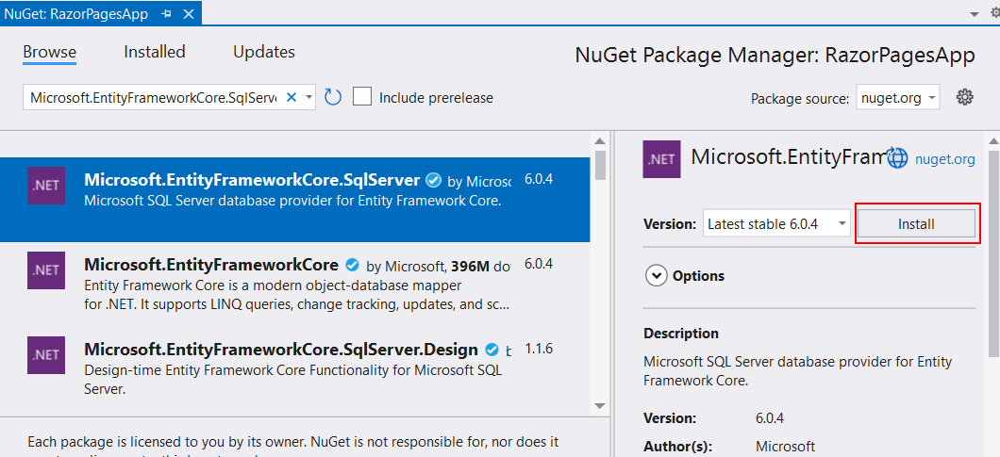 NuGet: RazorPagesApp
Browse Installed Updates
NuGet Package Manager: RazorPagesApp
Microsoft.EntityFrameworkCore.SqlServe
Include prerelease
Package source: nuget.org
.NET
Microsoft.EntityFrameworkCore.SqlServer by Microsc 6.0.4
Microsoft SQL Server database provider for Entity Framework Core.
.NET
Microsoft.EntityFrameworkCore by Microsoft, 396M do 6.0.4
Entity Framework Core is a modern object-database mapper
for .NET. It supports LINQ queries, change tracking, updates, and sc...
.NET
Microsoft.EntityFrameworkCore.SqlServer.Design b 1.1.6
Design-time Entity Framework Core Functionality for Microsoft SQL
Server.
Each package is licensed to you by its owner. NuGet is not responsible for, nor does it
.NET
Microsoft.EntityFram nuget.org
Version: Latest stable 6.0.4 Install
Options
Description
Microsoft SQL Server database provider for Entity
Framework Core.
Version: 6.0.4
Author(s): Microsoft